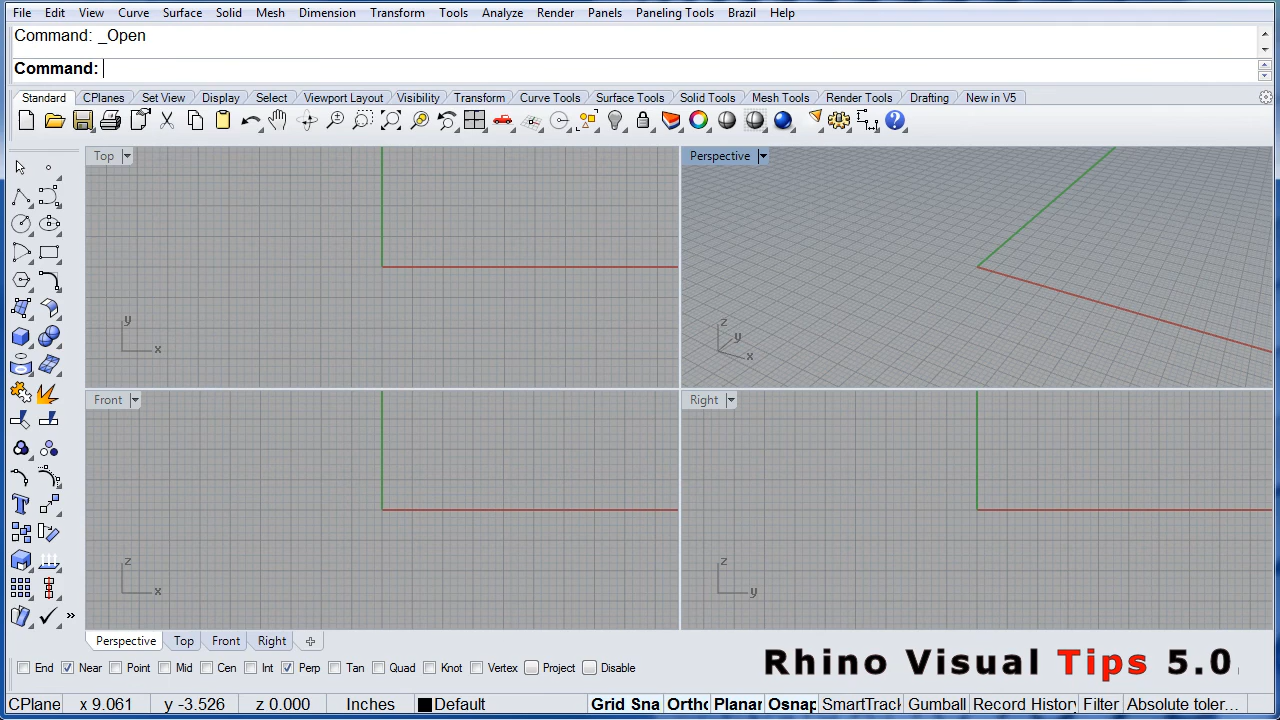 File Edit View Curve Surface Solid Mesh Dimension Transform Tools Analyze Render Panels Paneling Tools Brazil Help
Command: _Open
Command:
Standard CPlanes Set View Display Select Viewport Layout Visibility Transform Curve Tools Surface Tools Solid Tools Mesh Tools Render Tools Drafting New in V5
Top Perspective
y x z y x
Front Right
z x z y
Perspective Top Front Right
End Near Point Mid Cen Int Perp Tan Quad Knot Vertex Project Disable
Rhino Visual Tips 5.0
CPlane x 9.061 y -3.526 z 0.000 Inches Default Grid Sna Ortho Planar Osnap SmartTrack Gumball Record History Filter Absolute toler...